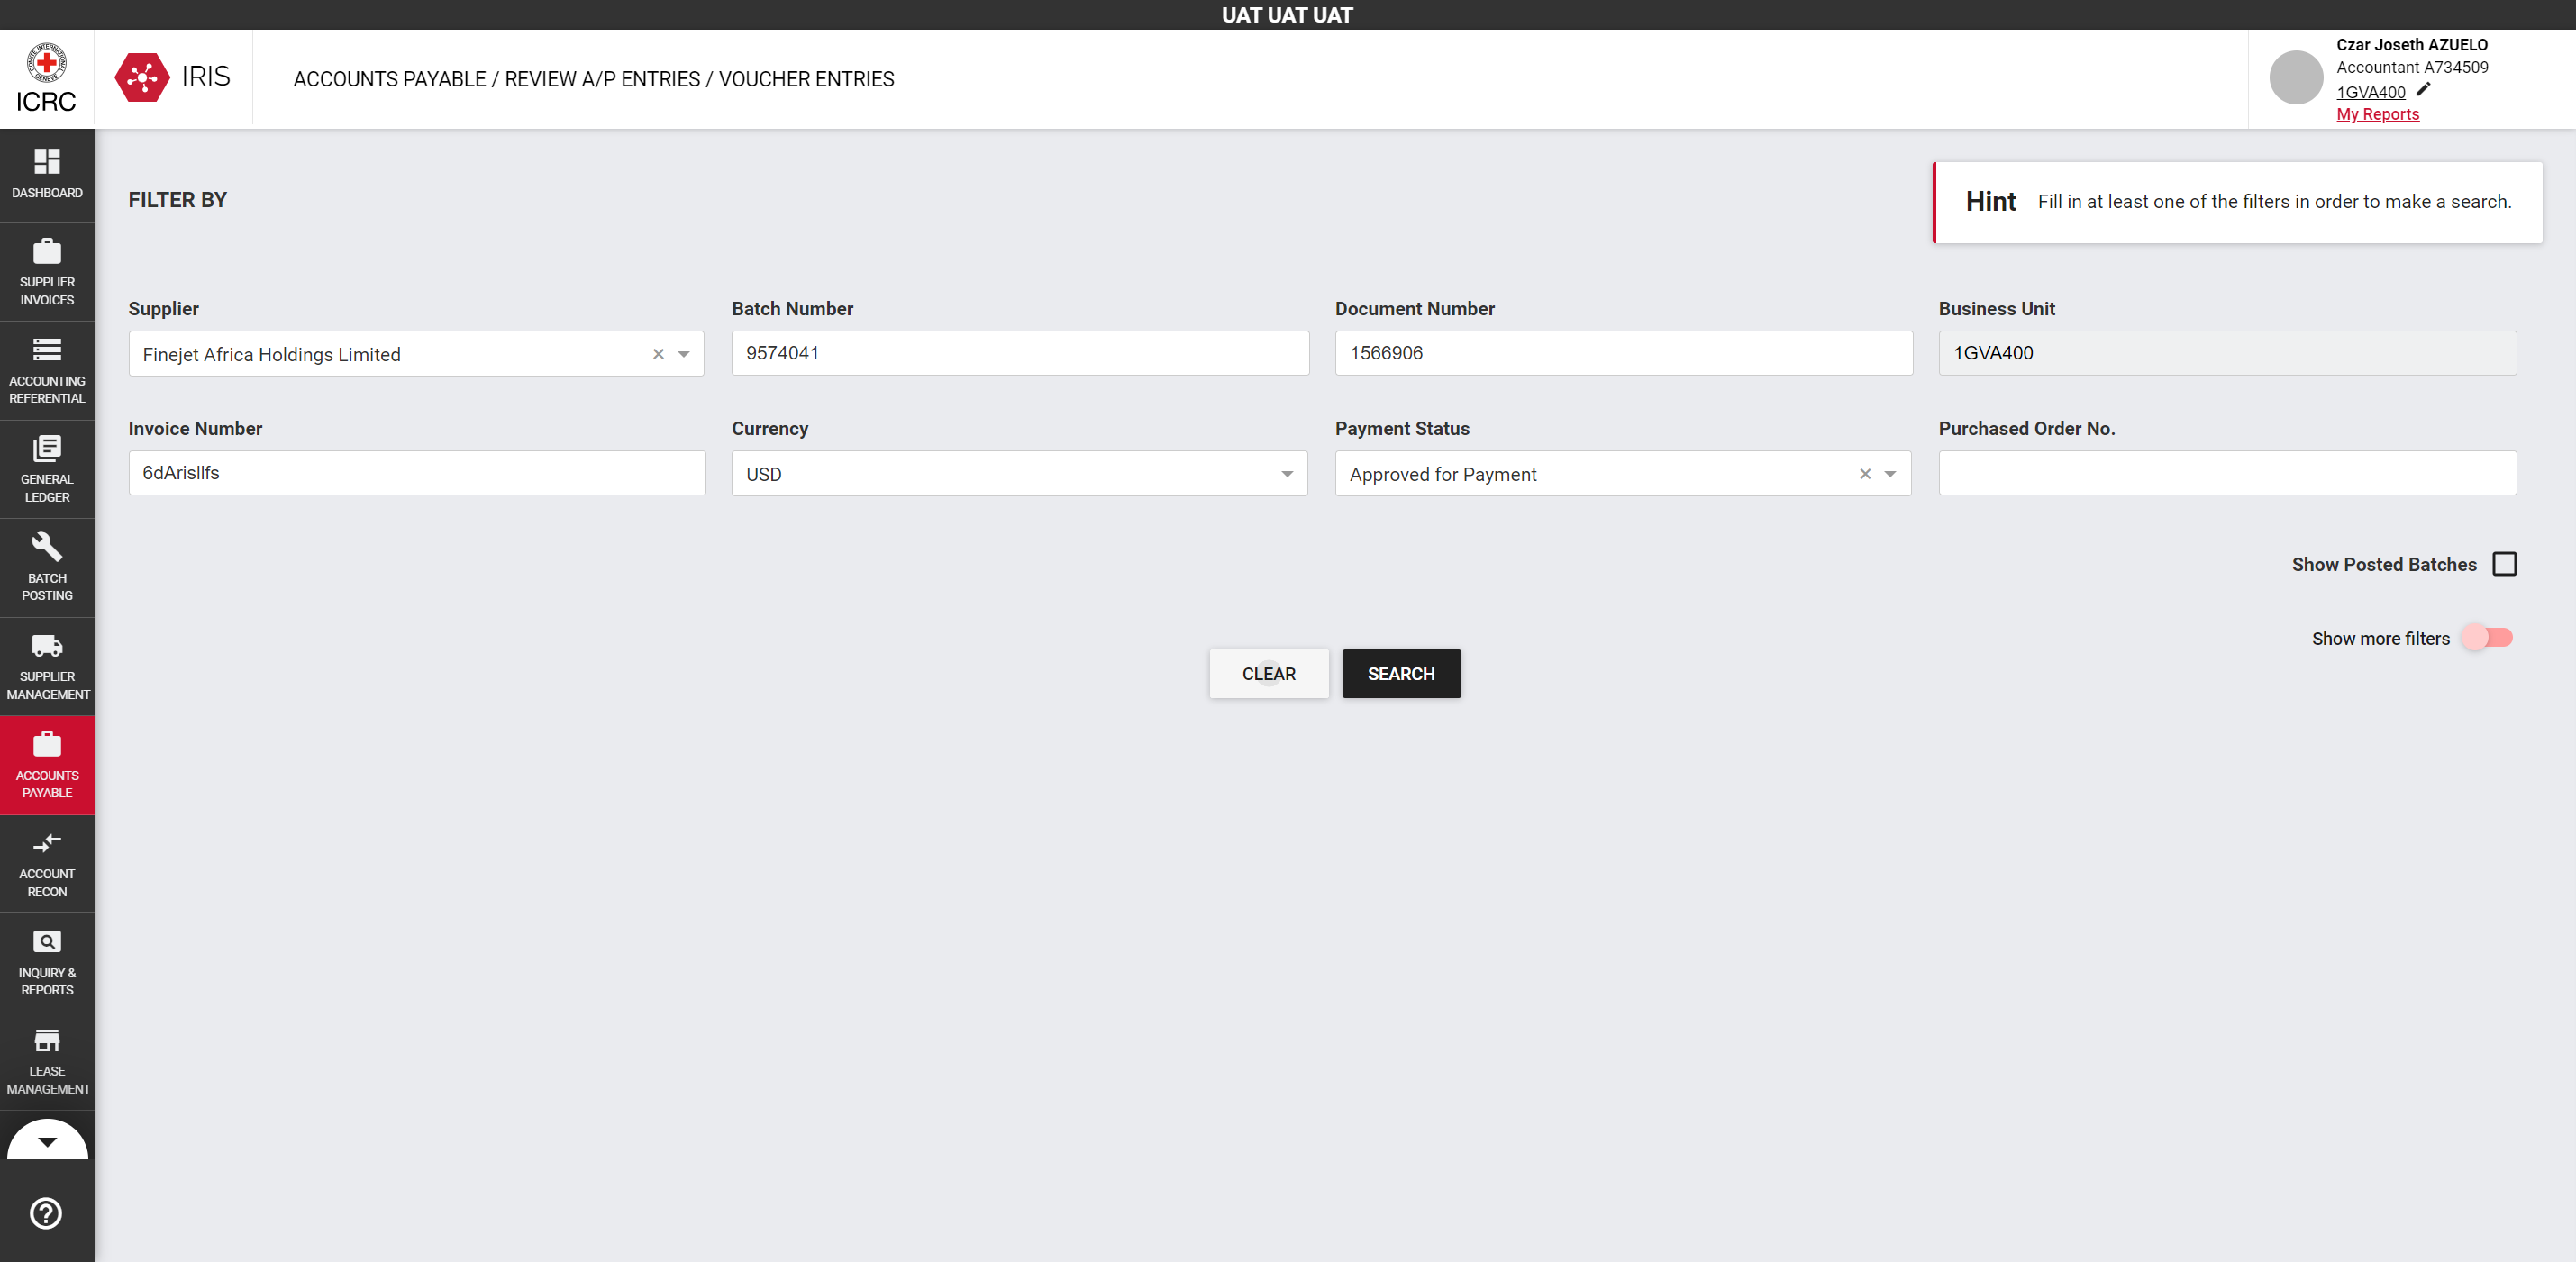 UAT UAT UAT
ICRC
IRIS
ACCOUNTS PAYABLE / REVIEW A/P ENTRIES / VOUCHER ENTRIES
Czar Joseth AZUELO
Accountant A734509
1GVA400
My Reports
DASHBOARD
SUPPLIER
INVOICES
ACCOUNTING
REFERENTIAL
GENERAL
LEDGER
BATCH
POSTING
SUPPLIER
MANAGEMENT
ACCOUNTS
PAYABLE
ACCOUNT
RECON
INQUIRY &
REPORTS
LEASE
MANAGEMENT
FILTER BY
Hint Fill in at least one of the filters in order to make a search.
Supplier
Finejet Africa Holdings Limited
Batch Number
9574041
Document Number
1566906
Business Unit
1GVA400
Invoice Number
6dArisllfs
Currency
USD
Payment Status
Approved for Payment
Purchased Order No.
Show Posted Batches
Show more filters
CLEAR
SEARCH